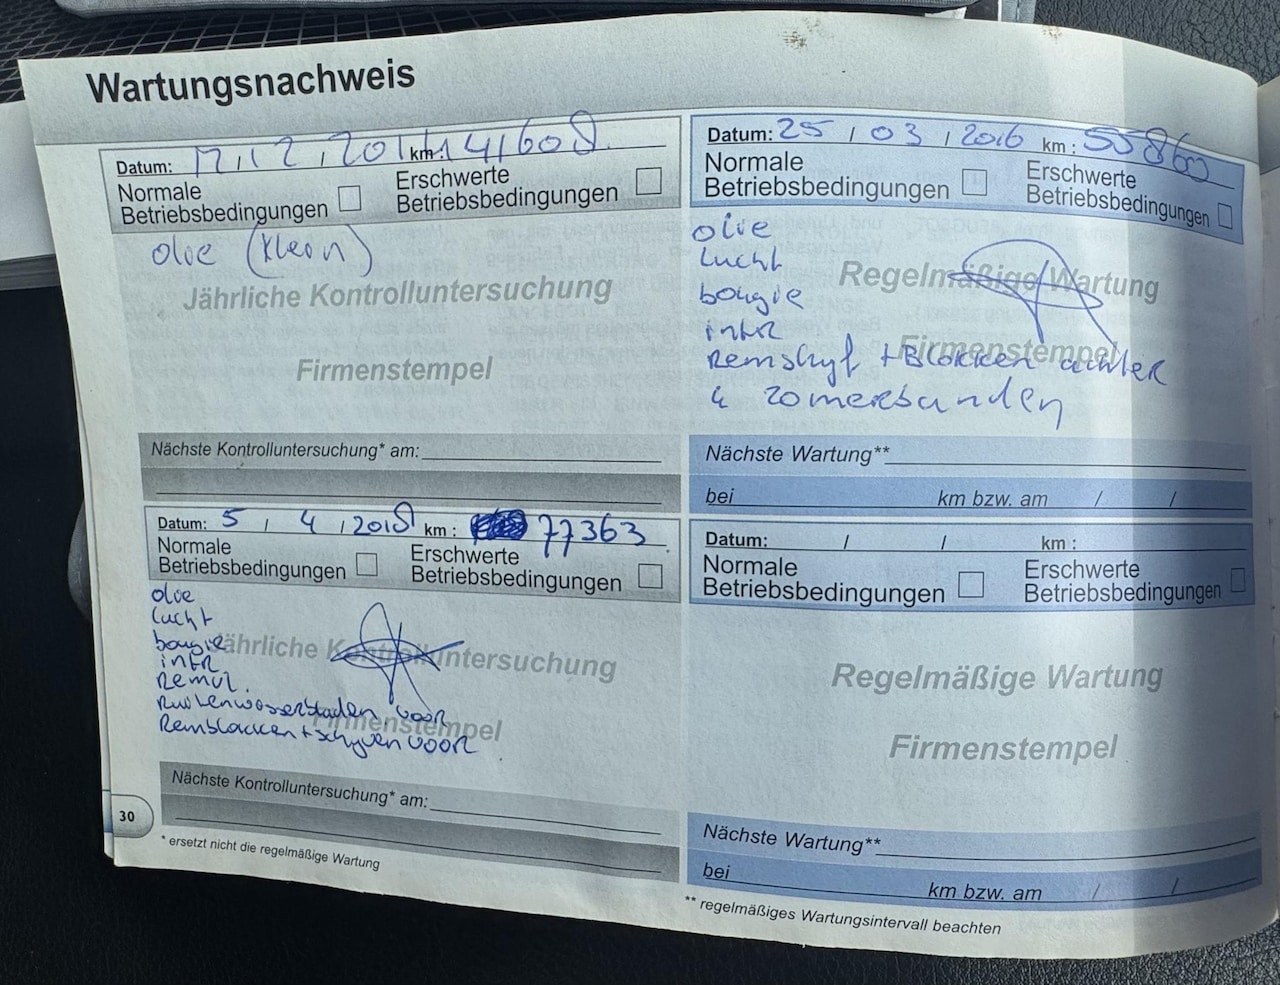 Wartungsnachweis
Datum: 12 / 12 / 201 km: 41608
Normale Betriebsbedingungen
Erschwerte Betriebsbedingungen
olie (klein)
Jährliche Kontrolluntersuchung
Firmenstempel
Nächste Kontrolluntersuchung* am:
Datum: 5 / 4 / 2018 km : 77363
Normale Betriebsbedingungen
Erschwerte Betriebsbedingungen
olie
lucht
bougie
intR
Remvl.
Ruitenwisserbladen voor
Remblokken + schijven voor
Jährliche Kontrolluntersuchung
Firmenstempel
Nächste Kontrolluntersuchung* am:
30
* ersetzt nicht die regelmäßige Wartung
Datum: 25 / 03 / 2016 km : 55860
Normale Betriebsbedingungen
Erschwerte Betriebsbedingungen
olie
lucht
bougie
intR
Remschyf + Blokken achter
4 zomerbanden
Regelmäßige Wartung
Firmenstempel
Nächste Wartung**
bei km bzw. am / /
Datum: / / km :
Normale Betriebsbedingungen
Erschwerte Betriebsbedingungen
Regelmäßige Wartung
Firmenstempel
Nächste Wartung**
bei km bzw. am / /
** regelmäßiges Wartungsintervall beachten